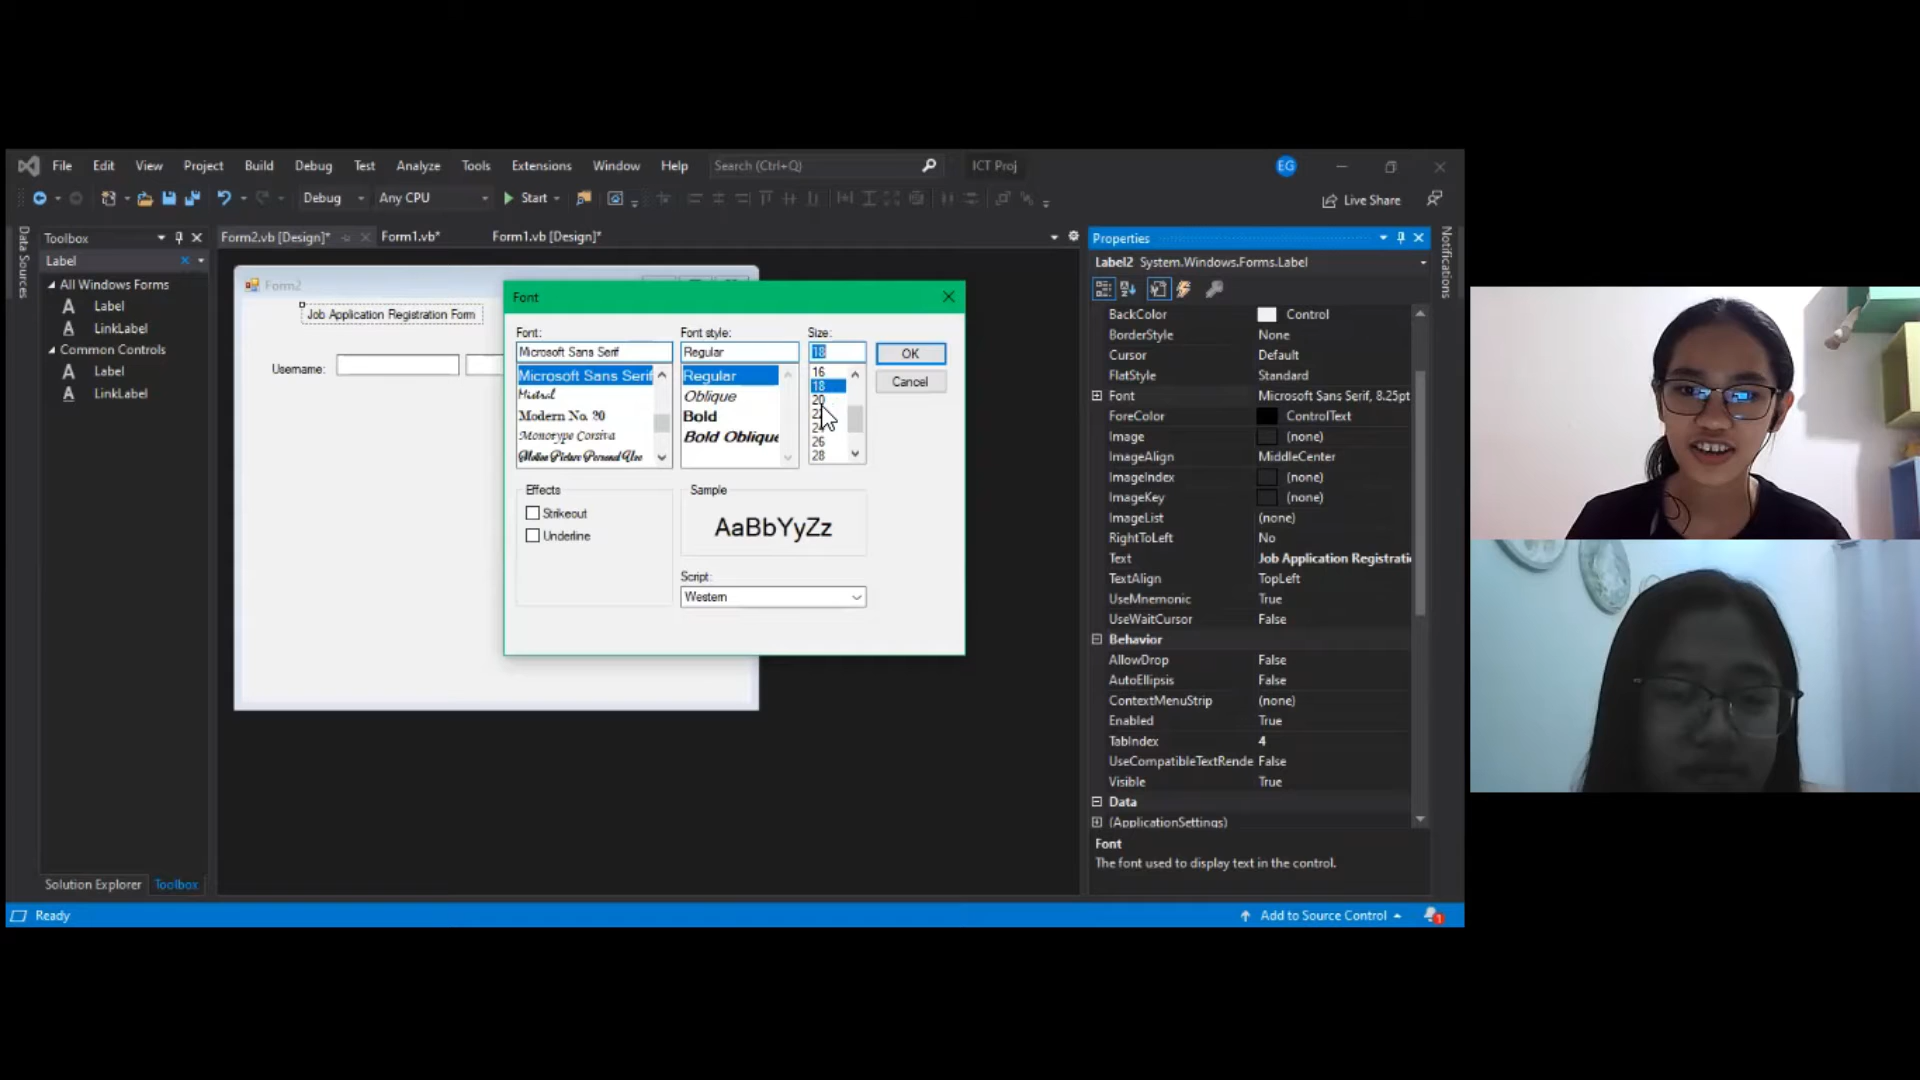 File Edit View Project Build Debug Test Analyze Tools Extensions Window Help Search (Ctrl+Q) ICT Proj EG
Debug Any CPU Start Live Share
Data Sources
Toolbox
Label
All Windows Forms
A Label
A LinkLabel
Common Controls
A Label
A LinkLabel
Solution Explorer Toolbox
Form2.vb [Design]* Form1.vb* Form1.vb [Design]*
Form2
Job Application Registration Form
Username:
Font
Font: Font style: Size:
Microsoft Sans Serif Regular 18 OK
Microsoft Sans Serif Regular 16
Cancel
18
Mistral Oblique 20
Modern No. 20 Bold
Monotype Corsiva Bold Oblique 26
Motion Picture Personal Use 28
Effects
Strikeout
Underline
Sample
AaBbYyZz
Script:
Western
Properties
Label2 System.Windows.Forms.Label
BackColor Control
BorderStyle None
Cursor Default
FlatStyle Standard
Font Microsoft Sans Serif, 8.25pt
ForeColor ControlText
Image (none)
ImageAlign MiddleCenter
ImageIndex (none)
ImageKey (none)
ImageList (none)
RightToLeft No
Text Job Application Registrati
TextAlign TopLeft
UseMnemonic True
UseWaitCursor False
Behavior
AllowDrop False
AutoEllipsis False
ContextMenuStrip (none)
Enabled True
TabIndex 4
UseCompatibleTextRende False
Visible True
Data
(ApplicationSettings)
Font
The font used to display text in the control.
Notifications
Ready Add to Source Control 1